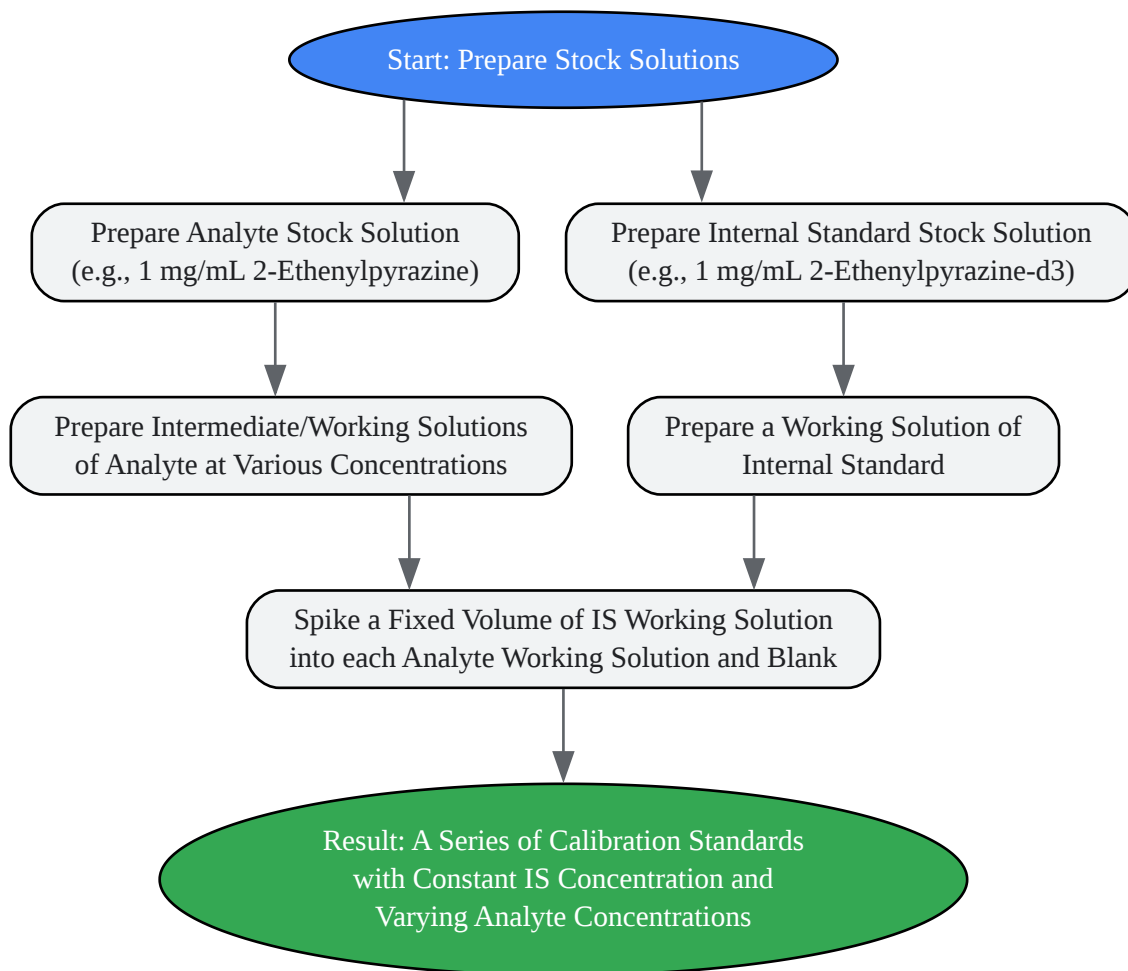 Start: Prepare Stock Solutions
Prepare Analyte Stock Solution
(e.g., 1 mg/mL 2-Ethenylpyrazine)
Prepare Internal Standard Stock Solution
(e.g., 1 mg/mL 2-Ethenylpyrazine-d3)
Prepare Intermediate/Working Solutions
of Analyte at Various Concentrations
Prepare a Working Solution of
Internal Standard
Spike a Fixed Volume of IS Working Solution
into each Analyte Working Solution and Blank
Result: A Series of Calibration Standards
with Constant IS Concentration and
Varying Analyte Concentrations